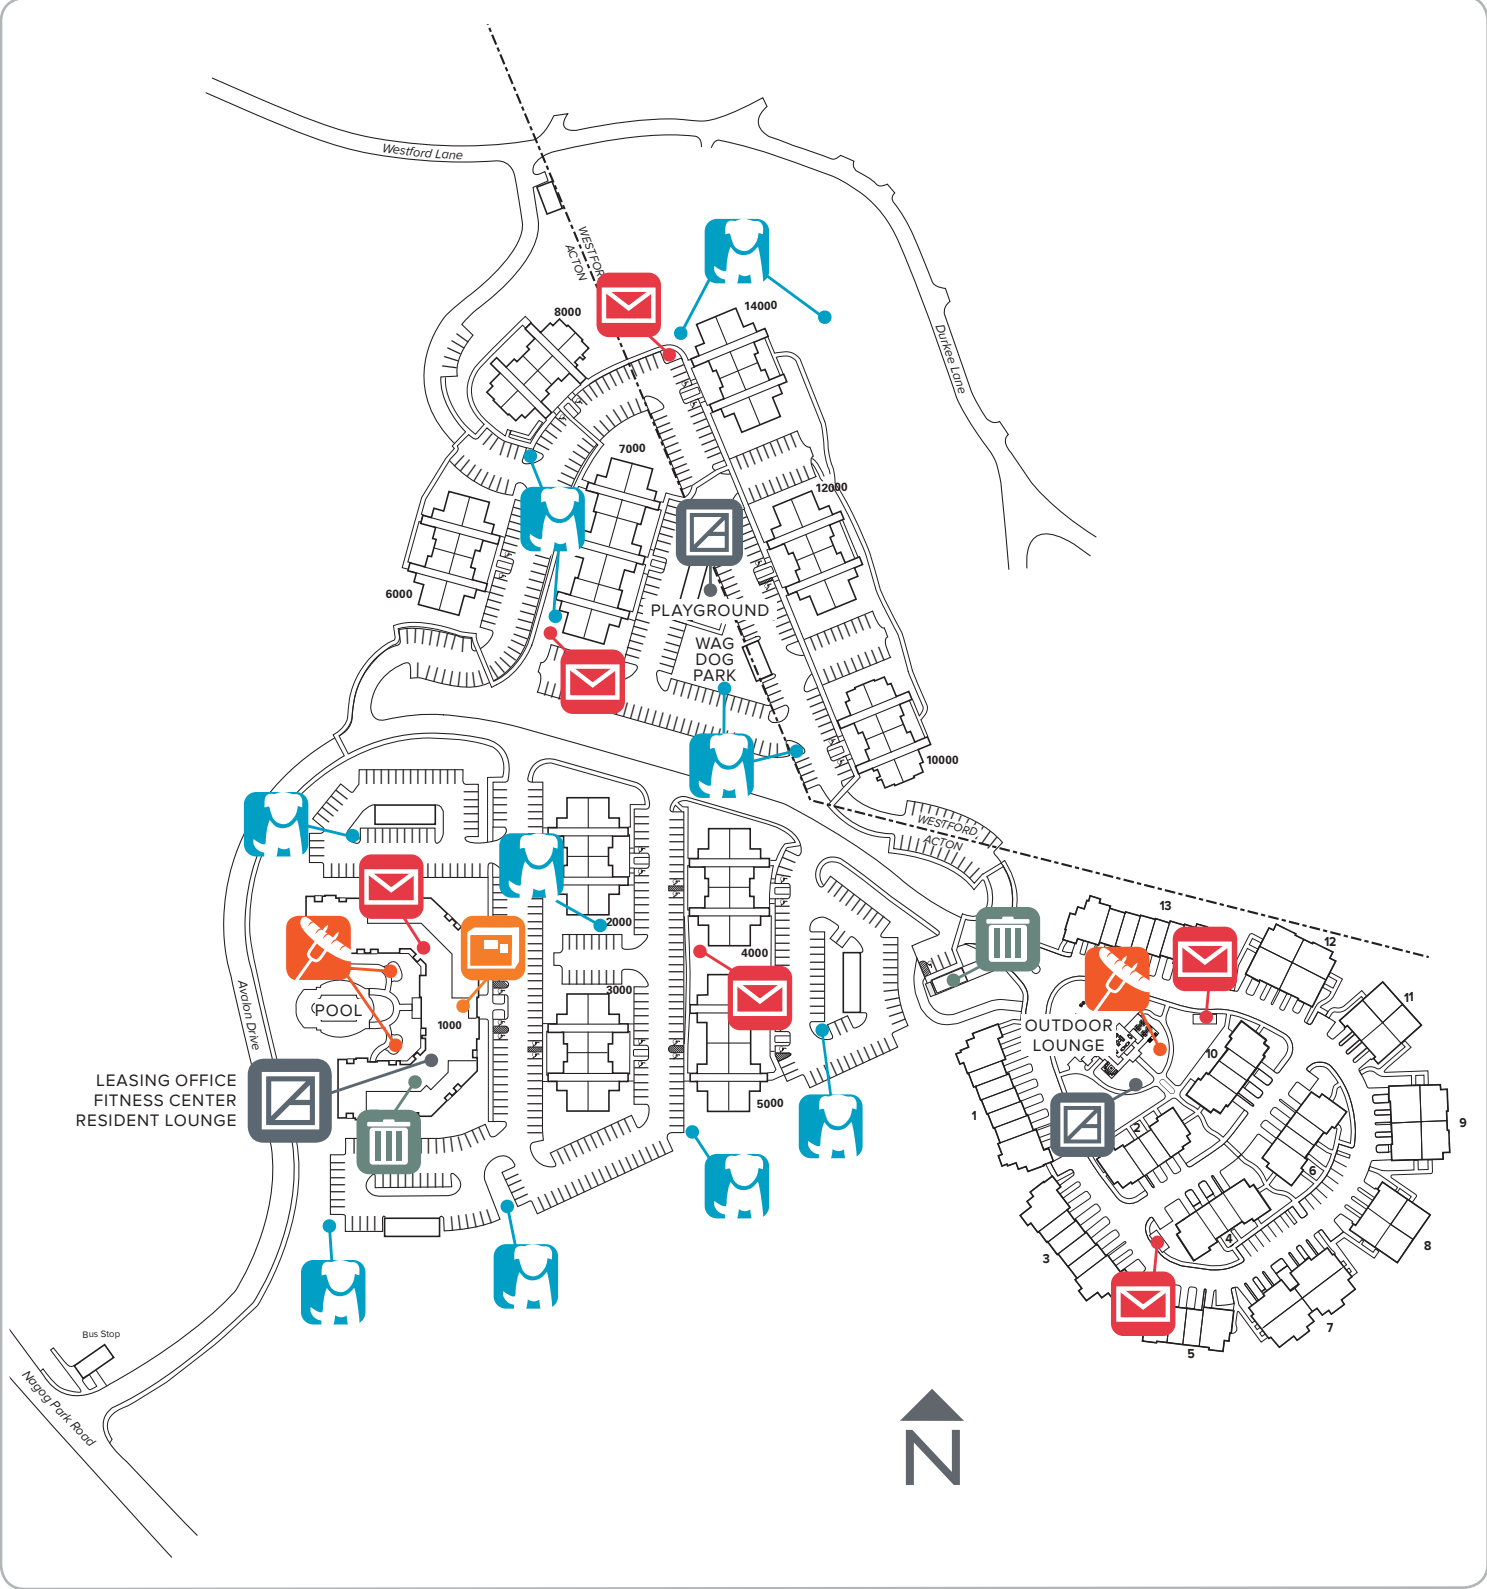 Westford Lane
WESTFOR
ACTON
8000
14000
Durkee Lane
7000
12000
6000
PLAYGROUND
WAG
DOG
PARK
10000
WESTFORD
ACTON
2000
13
12
4000
3000
11
Avalon Drive
POOL
1000
OUTDOOR
LOUNGE
10
LEASING OFFICE
FITNESS CENTER
RESIDENT LOUNGE
5000
1
2
9
6
4
8
3
7
5
Bus Stop
Nagog Park Road
N